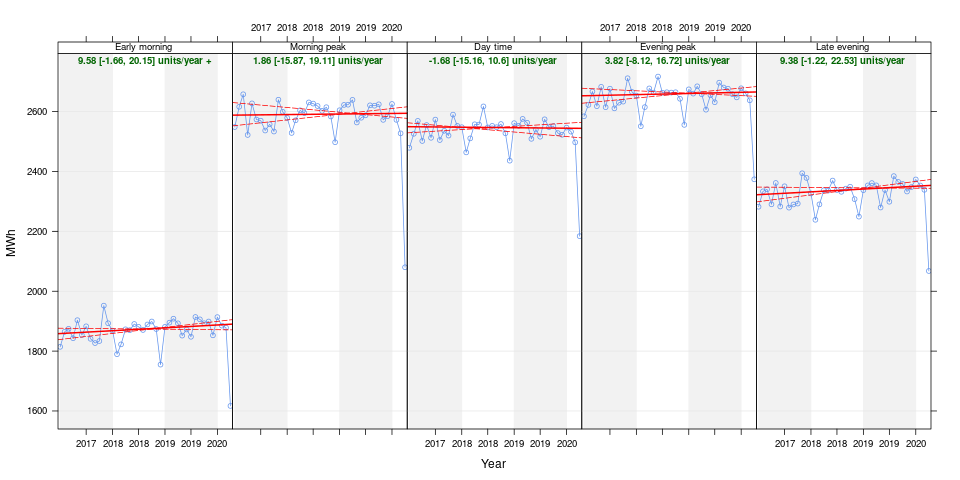 2017 2018 2018 2019 2019 2020 2017 2018 2018 2019 2019 2020
Early morning Morning peak Day time Evening peak Late evening
9.58 [-1.66, 20.15] units/year + 1.86 [-15.87, 19.11] units/year -1.68 [-15.16, 10.6] units/year 3.82 [-8.12, 16.72] units/year 9.38 [-1.22, 22.53] units/year
2600
2400
2200
2000
1800
1600
MWh
2017 2018 2018 2019 2019 2020 2017 2018 2018 2019 2019 2020 2017 2018 2018 2019 2019 2020
Year